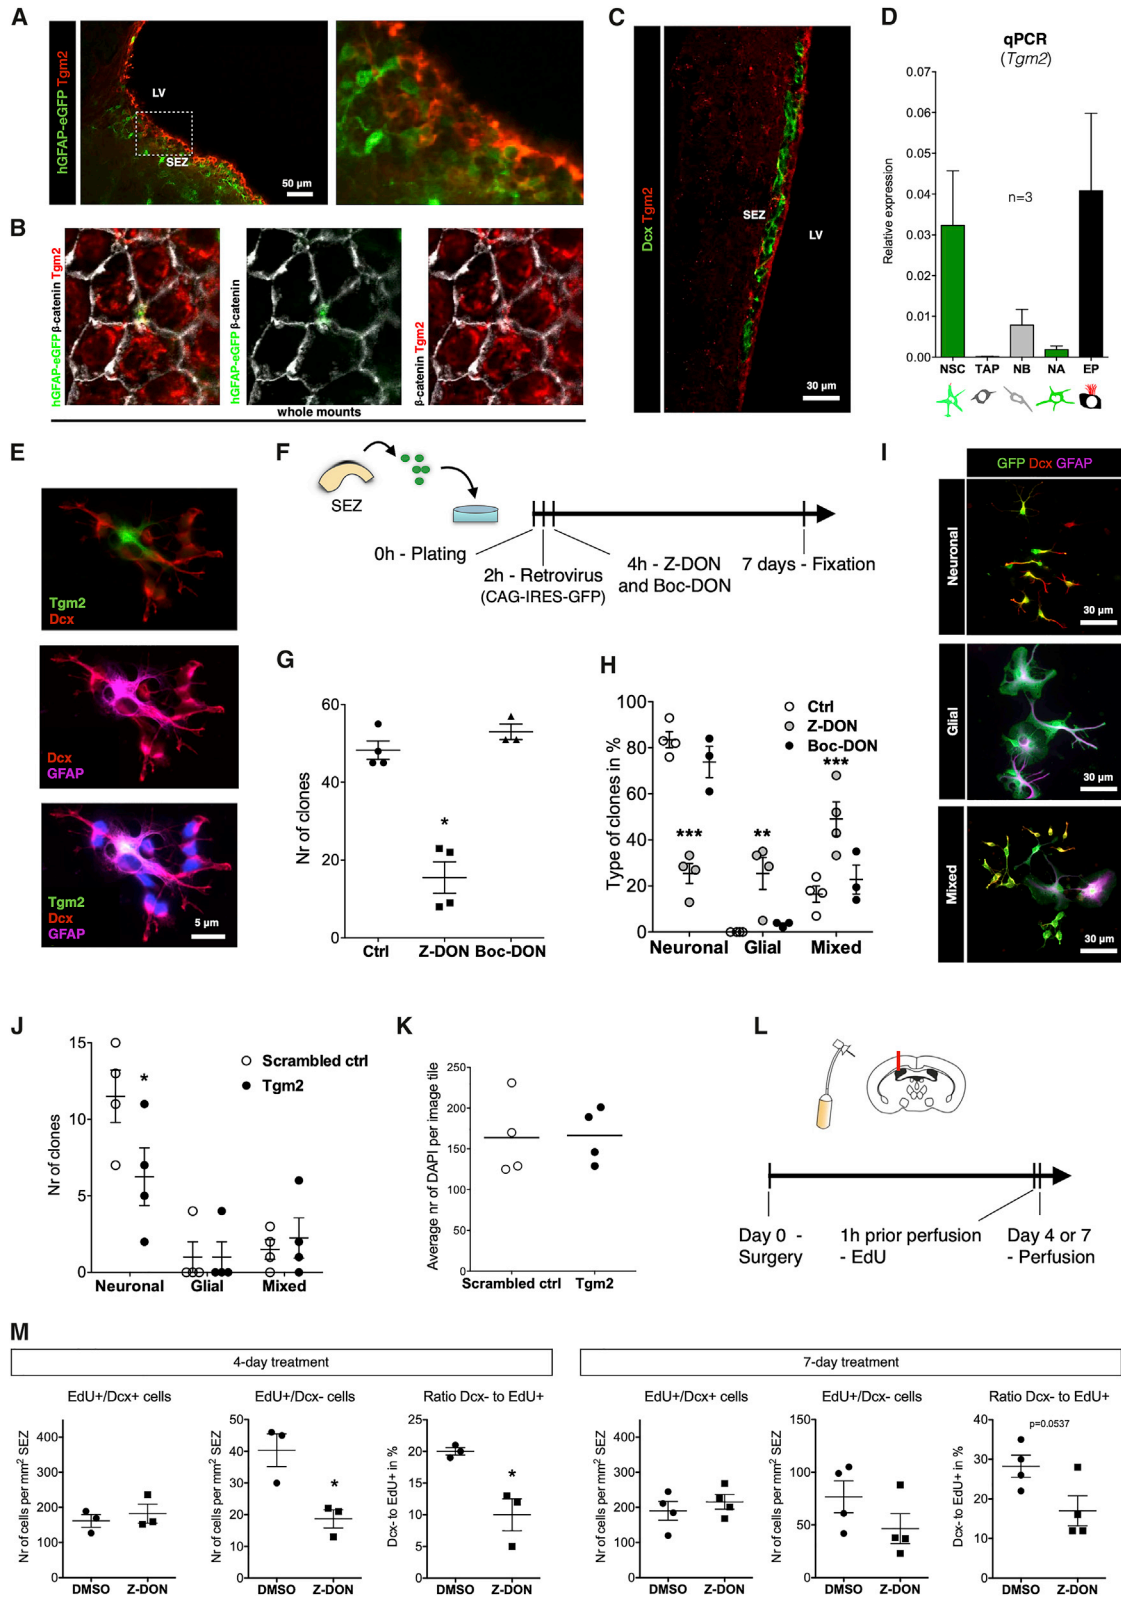 A
hGFAP-eGFP Tgm2
LV
SEZ
50 µm
B
hGFAP-eGFP β-catenin Tgm2
hGFAP-eGFP β-catenin
β-catenin Tgm2
whole mounts
C
Dcx Tgm2
SEZ
LV
30 µm
D
qPCR
(Tgm2)
Relative expression
0.07
0.06
0.05
0.04
0.03
0.02
0.01
0.00
n=3
NSC TAP NB NA EP
E
Tgm2
Dcx
Dcx
GFAP
Tgm2
Dcx
GFAP
5 µm
F
SEZ
0h - Plating
2h - Retrovirus
(CAG-IRES-GFP)
4h - Z-DON
and Boc-DON
7 days - Fixation
G
Nr of clones
60
40
20
0
*
Ctrl Z-DON Boc-DON
H
Type of clones in %
100
80
60
40
20
0
Ctrl
Z-DON
Boc-DON
***
**
***
Neuronal Glial Mixed
I
GFP Dcx GFAP
Neuronal
30 µm
Glial
30 µm
Mixed
30 µm
J
Nr of clones
15
10
5
0
*
Scrambled ctrl
Tgm2
Neuronal Glial Mixed
K
Average nr of DAPI per image tile
250
200
150
100
50
0
Scrambled ctrl Tgm2
L
Day 0 -
Surgery
1h prior perfusion
- EdU
Day 4 or 7
- Perfusion
M
4-day treatment
EdU+/Dcx+ cells
Nr of cells per mm² SEZ
400
300
200
100
0
DMSO Z-DON
EdU+/Dcx- cells
Nr of cells per mm² SEZ
50
40
30
20
10
0
*
DMSO Z-DON
Ratio Dcx- to EdU+
Dcx- to EdU+ in %
25
20
15
10
5
0
*
DMSO Z-DON
7-day treatment
EdU+/Dcx+ cells
Nr of cells per mm² SEZ
400
300
200
100
0
DMSO Z-DON
EdU+/Dcx- cells
Nr of cells per mm² SEZ
150
100
50
0
DMSO Z-DON
Ratio Dcx- to EdU+
p=0.0537
Dcx- to EdU+ in %
40
30
20
10
0
DMSO Z-DON